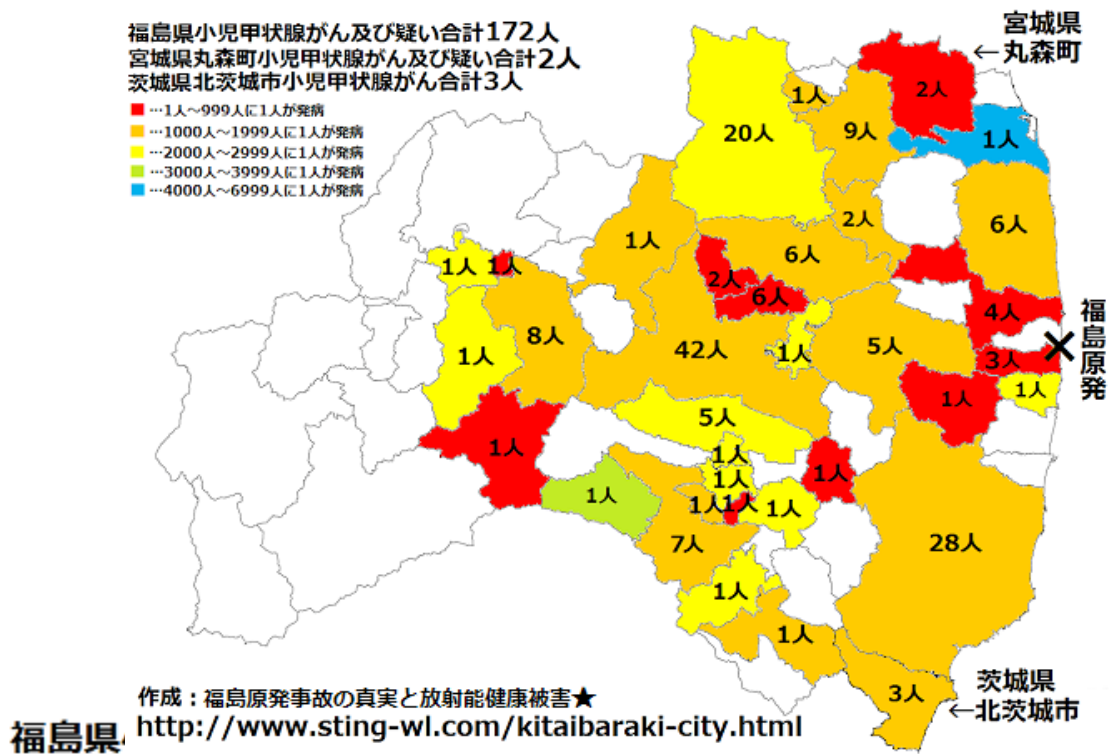 福島県小児甲状腺がん及び疑い合計172人
宮城県丸森町小児甲状腺がん及び疑い合計2人
茨城県北茨城市小児甲状腺がん合計3人
…1人～999人に1人が発病
…1000人～1999人に1人が発病
…2000人～2999人に1人が発病
…3000人～3999人に1人が発病
…4000人～6999人に1人が発病
宮城県
←丸森町
2人
1人
20人
9人
1人
2人
6人
1人
6人
1人
1人
2人
6人
4人
福島原発
8人
42人
1人
5人
3人
1人
1人
1人
5人
1人
1人
1人
1人
1人
1人
1人
1人
7人
28人
1人
1人
3人
茨城県
←北茨城市
作成：福島原発事故の真実と放射能健康被害★
http://www.sting-wl.com/kitaibaraki-city.html
福島県